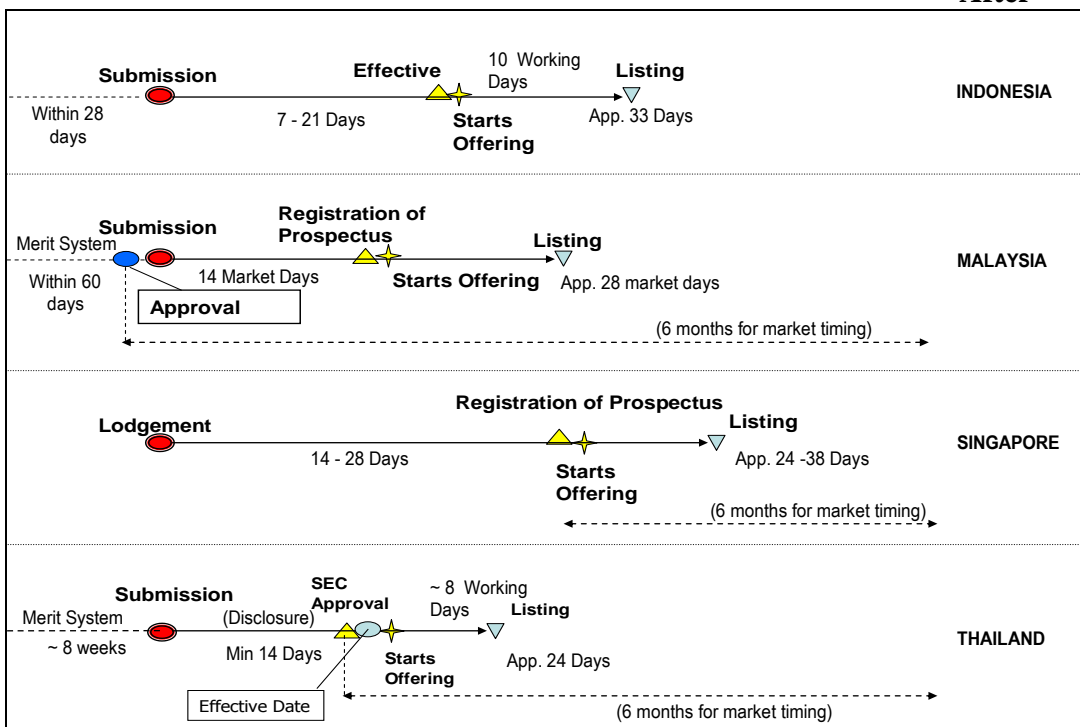 After
Submission
Effective
10 Working
Days
Listing
INDONESIA
Within 28
days
7 - 21 Days
Starts
Offering
App. 33 Days
Merit System
Submission
Registration of
Prospectus
Listing
MALAYSIA
Within 60
days
14 Market Days
Starts Offering
App. 28 market days
Approval
(6 months for market timing)
Lodgement
Registration of Prospectus
Listing
SINGAPORE
14 - 28 Days
Starts
Offering
App. 24 -38 Days
(6 months for market timing)
Merit System
Submission
(Disclosure)
SEC
Approval
~ 8 Working
Days
Listing
THAILAND
~ 8 weeks
Min 14 Days
Starts
Offering
App. 24 Days
Effective Date
(6 months for market timing)